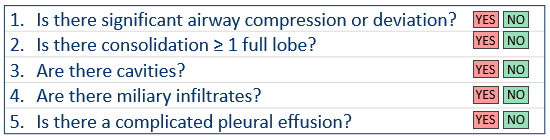 1. Is there significant airway compression or deviation? YES NO
2. Is there consolidation ≥ 1 full lobe? YES NO
3. Are there cavities? YES NO
4. Are there miliary infiltrates? YES NO
5. Is there a complicated pleural effusion? YES NO